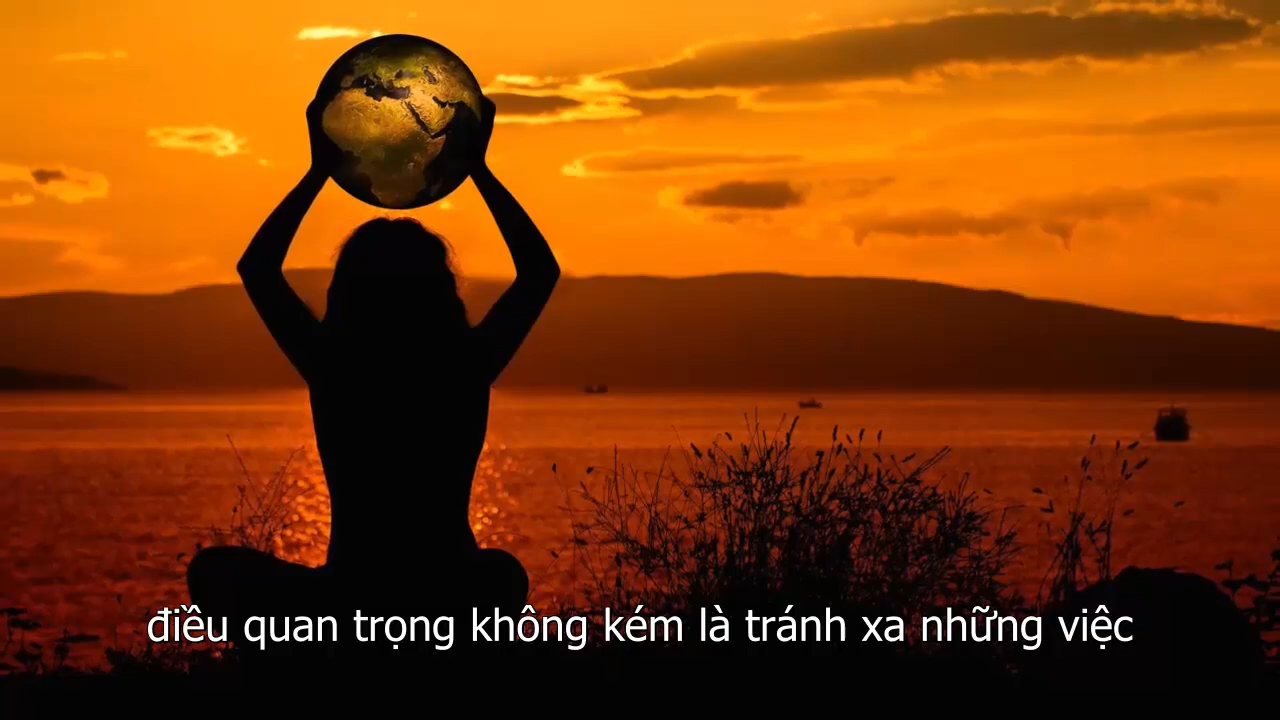 điều quan trọng không kém là tránh xa những việc